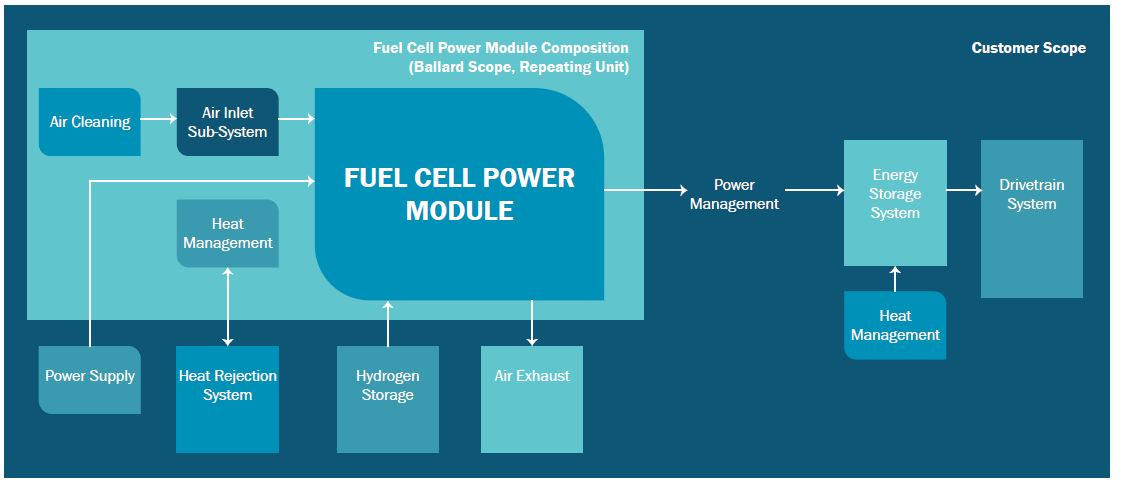 Fuel Cell Power Module Composition
(Ballard Scope, Repeating Unit)
Customer Scope
Air Cleaning
Air Inlet
Sub-System
FUEL CELL POWER
MODULE
Heat
Management
Power
Management
Energy
Storage
System
Drivetrain
System
Heat
Management
Power Supply
Heat Rejection
System
Hydrogen
Storage
Air Exhaust